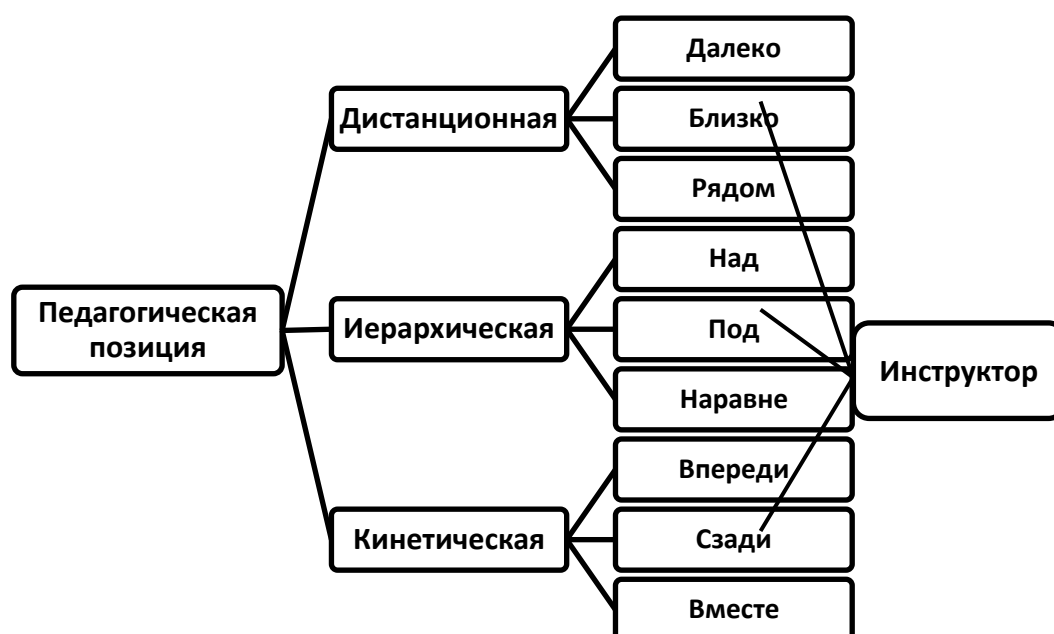 Педагогическая
позиция
Дистанционная
Далеко
Близко
Рядом
Иерархическая
Над
Под
Наравне
Кинетическая
Впереди
Сзади
Вместе
Инструктор